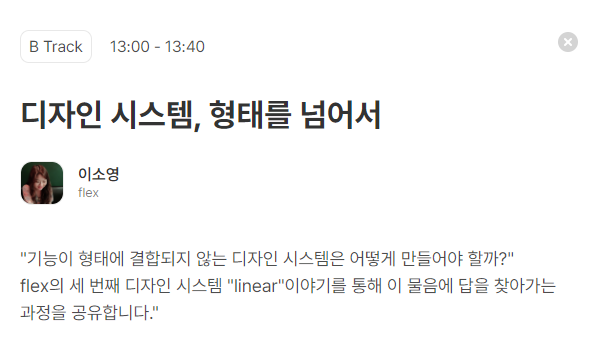 B Track 13:00 - 13:40
디자인 시스템, 형태를 넘어서
이소영
flex
"기능이 형태에 결합되지 않는 디자인 시스템은 어떻게 만들어야 할까?"
flex의 세 번째 디자인 시스템 "linear"이야기를 통해 이 물음에 답을 찾아가는
과정을 공유합니다."